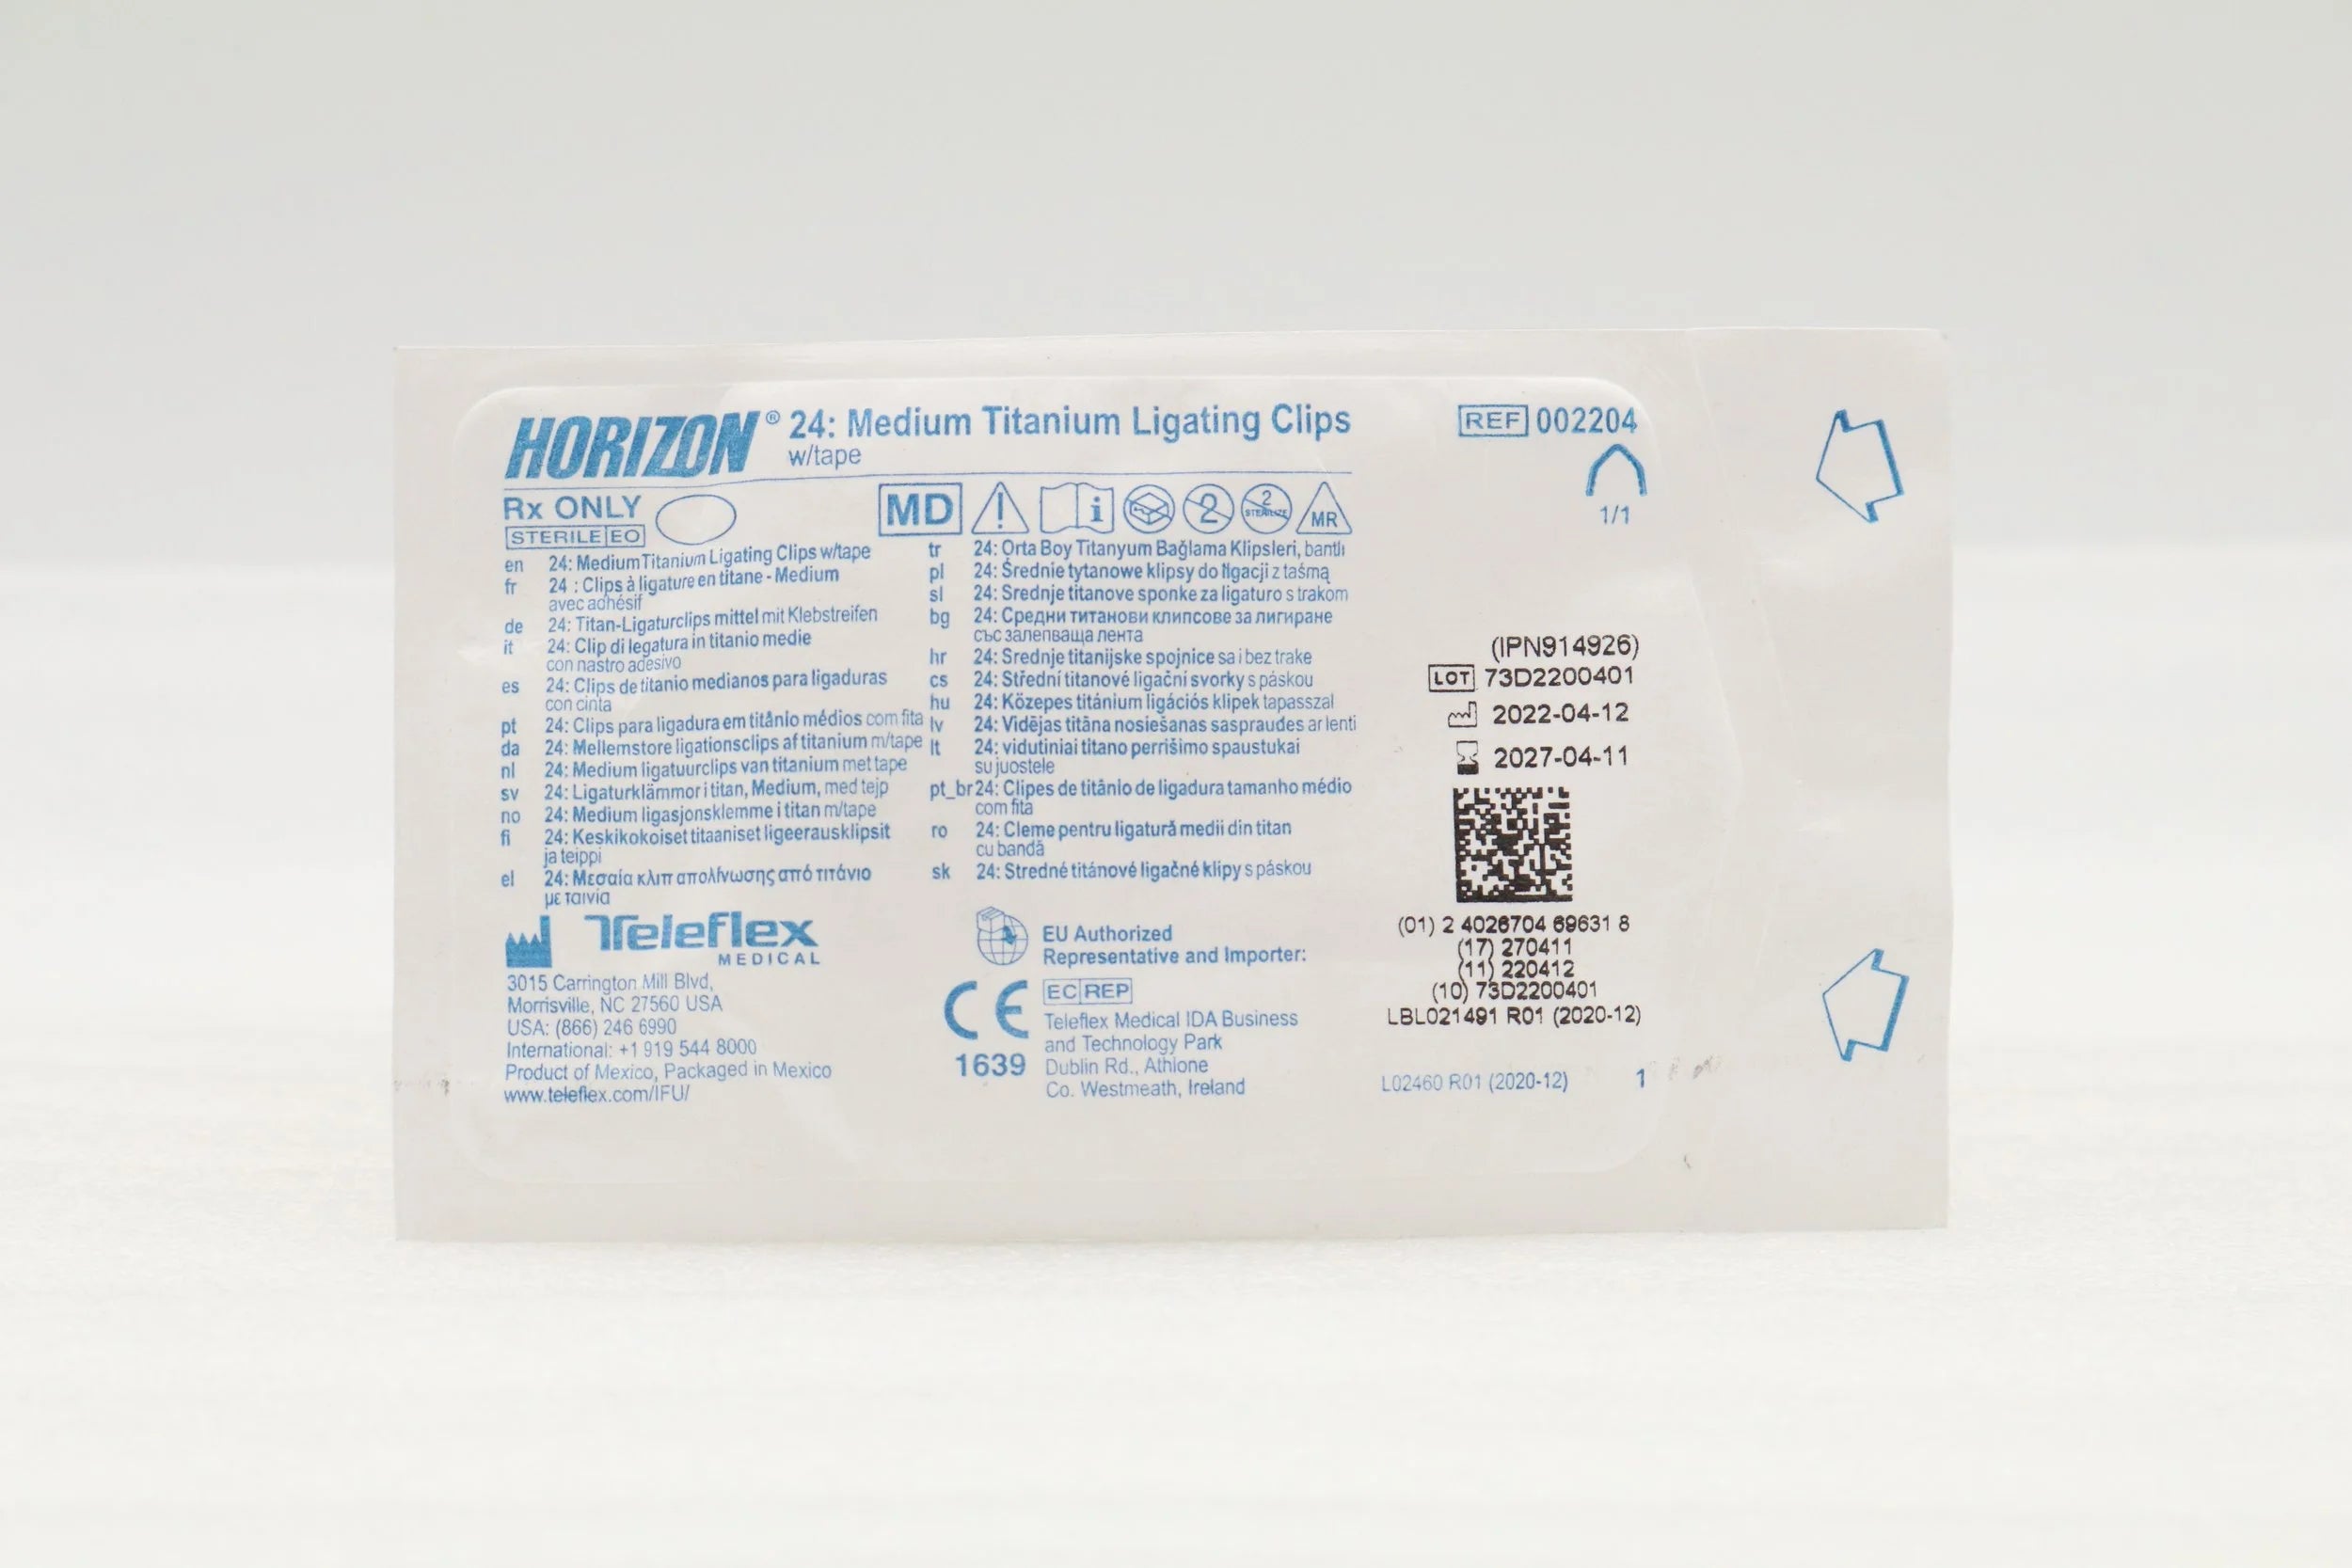 HORIZON® 24: Medium Titanium Ligating Clips
w/tape
REF 002204
1/1
Rx ONLY
STERILE EO
MD
i
2
2
STERILIZE
MR
en 24: Medium Titanium Ligating Clips w/tape
fr 24 : Clips à ligature en titane - Medium
avec adhésif
de 24: Titan-Ligaturclips mittel mit Klebstreifen
it 24: Clip di legatura in titanio medie
con nastro adesivo
es 24: Clips de titanio medianos para ligaduras
con cinta
pt 24: Clips para ligadura em titânio médios com fita
da 24: Mellemstore ligationsclips af titanium m/tape
nl 24: Medium ligatuurclips van titanium met tape
sv 24: Ligaturklämmor i titan, Medium, med tejp
no 24: Medium ligasjonsklemme i titan m/tape
fi 24: Keskikokoiset titaaniset ligeerausklipsit
ja teippi
el 24: Μεσαία κλιπ απολίνωσης από τιτάνιο
με ταινία
tr 24: Orta Boy Titanyum Bağlama Klipsleri, bantlı
pl 24: Średnie tytanowe klipsy do ligacji z taśmą
sl 24: Srednje titanove sponke za ligaturo s trakom
bg 24: Средни титанови клипсове за лигиране
със залепваща лента
hr 24: Srednje titanijske spojnice sa i bez trake
cs 24: Střední titanové ligační svorky s páskou
hu 24: Közepes titánium ligációs klipek tapasszal
lv 24: Vidējas titāna nosiešanas saspraudes ar lenti
lt 24: vidutiniai titano perrišimo spaustukai
su juostele
pt_br 24: Clipes de titânio de ligadura tamanho médio
com fita
ro 24: Cleme pentru ligatură medii din titan
cu bandă
sk 24: Stredné titánové ligačné klipy s páskou
(IPN914926)
LOT 73D2200401
2022-04-12
2027-04-11
(01) 2 4026704 69631 8
(17) 270411
(11) 220412
(10) 73D2200401
LBL021491 R01 (2020-12)
Teleflex
MEDICAL
3015 Carrington Mill Blvd,
Morrisville, NC 27560 USA
USA: (866) 246 6990
International: +1 919 544 8000
Product of Mexico, Packaged in Mexico
www.teleflex.com/IFU/
EU Authorized
Representative and Importer:
CE
1639
EC REP
Teleflex Medical IDA Business
and Technology Park
Dublin Rd., Athlone
Co. Westmeath, Ireland
L02460 R01 (2020-12) 1